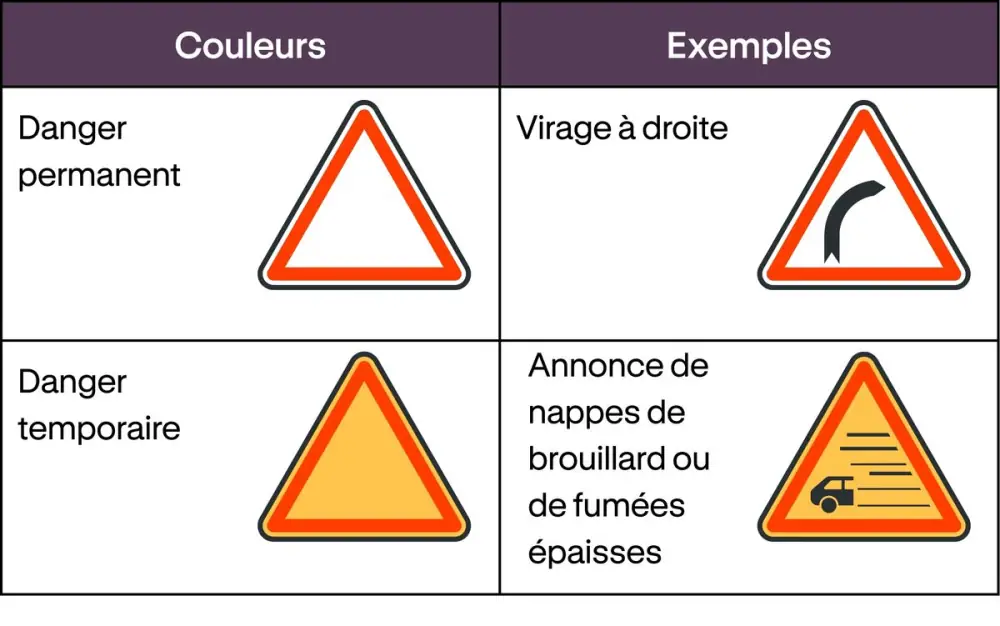 Couleurs
Exemples
Danger
permanent
Virage à droite
Danger
temporaire
Annonce de
nappes de
brouillard ou
de fumées
épaisses